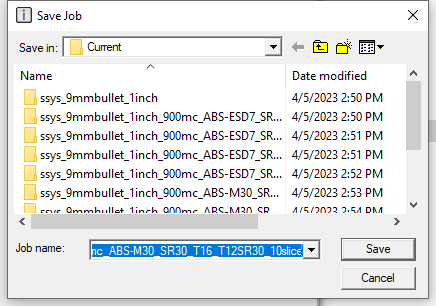 Save Job
Save in: Current
Name Date modified
ssys_9mmbullet_1inch 4/5/2023 2:50 PM
ssys_9mmbullet_1inch_900mc_ABS-ESD7_SR... 4/5/2023 2:50 PM
ssys_9mmbullet_1inch_900mc_ABS-ESD7_SR... 4/5/2023 2:51 PM
ssys_9mmbullet_1inch_900mc_ABS-ESD7_SR... 4/5/2023 2:51 PM
ssys_9mmbullet_1inch_900mc_ABS-ESD7_SR... 4/5/2023 2:52 PM
ssys_9mmbullet_1inch_900mc_ABS-M30_SR... 4/5/2023 2:53 PM
ssys_9mmbullet_1inch_900mc_ABS-M30_SR... 4/5/2023 2:54 PM
Job name: mc_ABS-M30_SR30_T16_T12SR30_10slice Save
Cancel